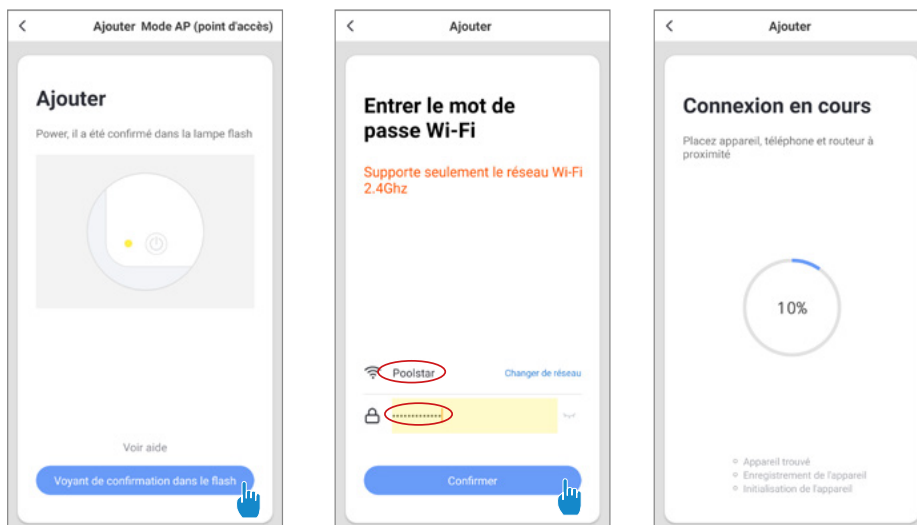 Ajouter Mode AP (point d'accès)
Ajouter
Power, il a été confirmé dans la lampe flash
Voir aide
Voyant de confirmation dans le flash
Ajouter
Entrer le mot de
passe Wi-Fi
Supporte seulement le réseau Wi-Fi
2.4Ghz
Poolstar
Changer de réseau
Confirmer
Ajouter
Connexion en cours
Placez appareil, téléphone et routeur à
proximité
10%
Appareil trouvé
Enregistrement de l'appareil
Initialisation de l'appareil